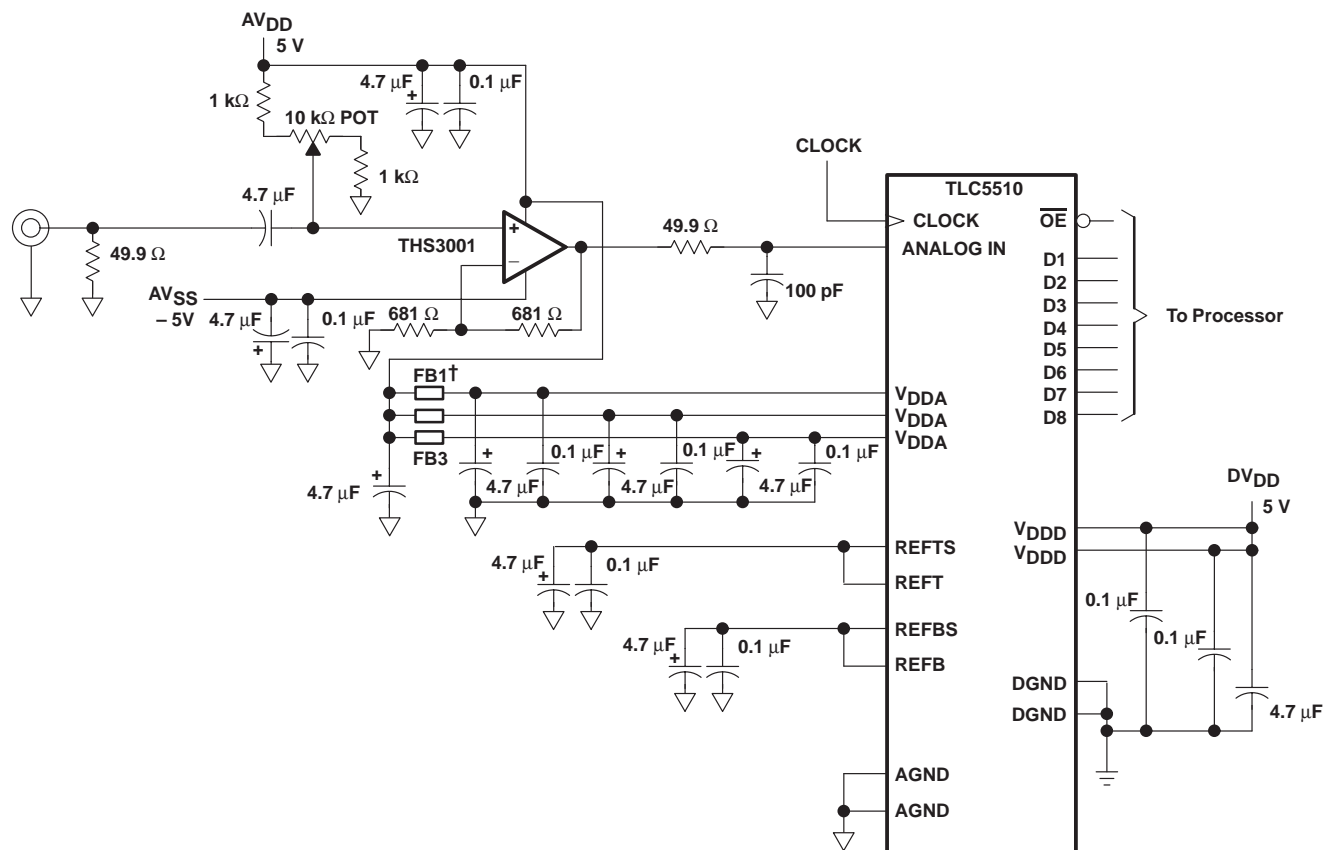 AVDD
5 V
4.7 μF
0.1 μF
1 kΩ
10 kΩ POT
1 kΩ
4.7 μF
49.9 Ω
THS3001
+
–
49.9 Ω
100 pF
AVSS
– 5V
4.7 μF
+
0.1 μF
681 Ω
681 Ω
CLOCK
TLC5510
CLOCK
ANALOG IN
OE
D1
D2
D3
D4
D5
D6
D7
D8
To Processor
FB1†
FB3
VDDA
VDDA
VDDA
+
4.7 μF
+
4.7 μF
0.1 μF
+
4.7 μF
0.1 μF
+
4.7 μF
0.1 μF
DVDD
5 V
VDDD
VDDD
REFTS
REFT
4.7 μF
+
0.1 μF
REFBS
REFB
4.7 μF
+
0.1 μF
0.1 μF
0.1 μF
4.7 μF
DGND
DGND
AGND
AGND